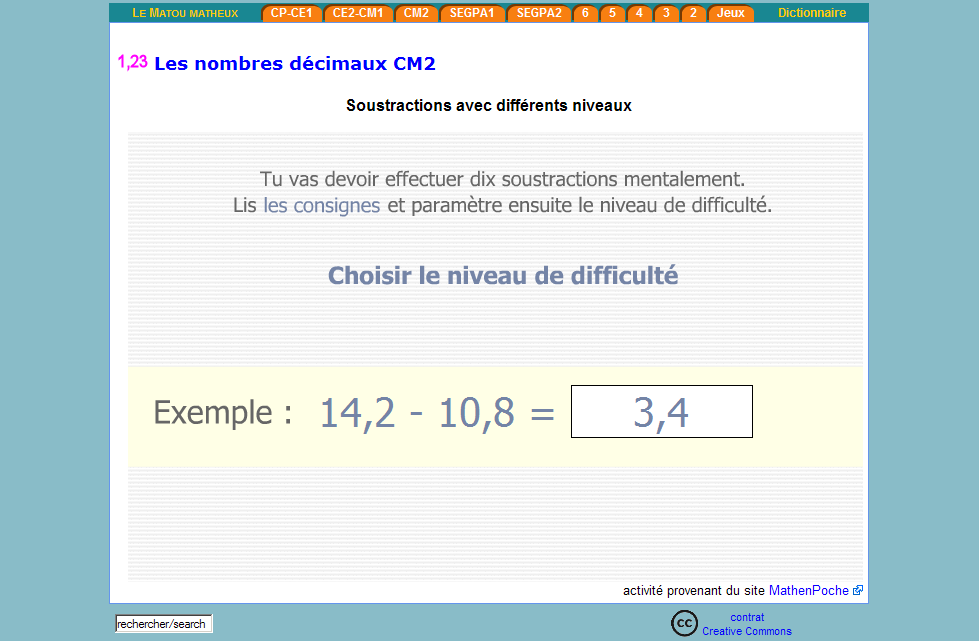 LE MATOU MATHEUX CP-CE1 CE2-CM1 CM2 SEGPA1 SEGPA2 6 5 4 3 2 Jeux Dictionnaire
1,23 Les nombres décimaux CM2
Soustractions avec différents niveaux
Tu vas devoir effectuer dix soustractions mentalement.
Lis les consignes et paramètre ensuite le niveau de difficulté.
Choisir le niveau de difficulté
Exemple : 14,2 - 10,8 = 3,4
activité provenant du site MathenPoche
rechercher/search
cc contrat
Creative Commons